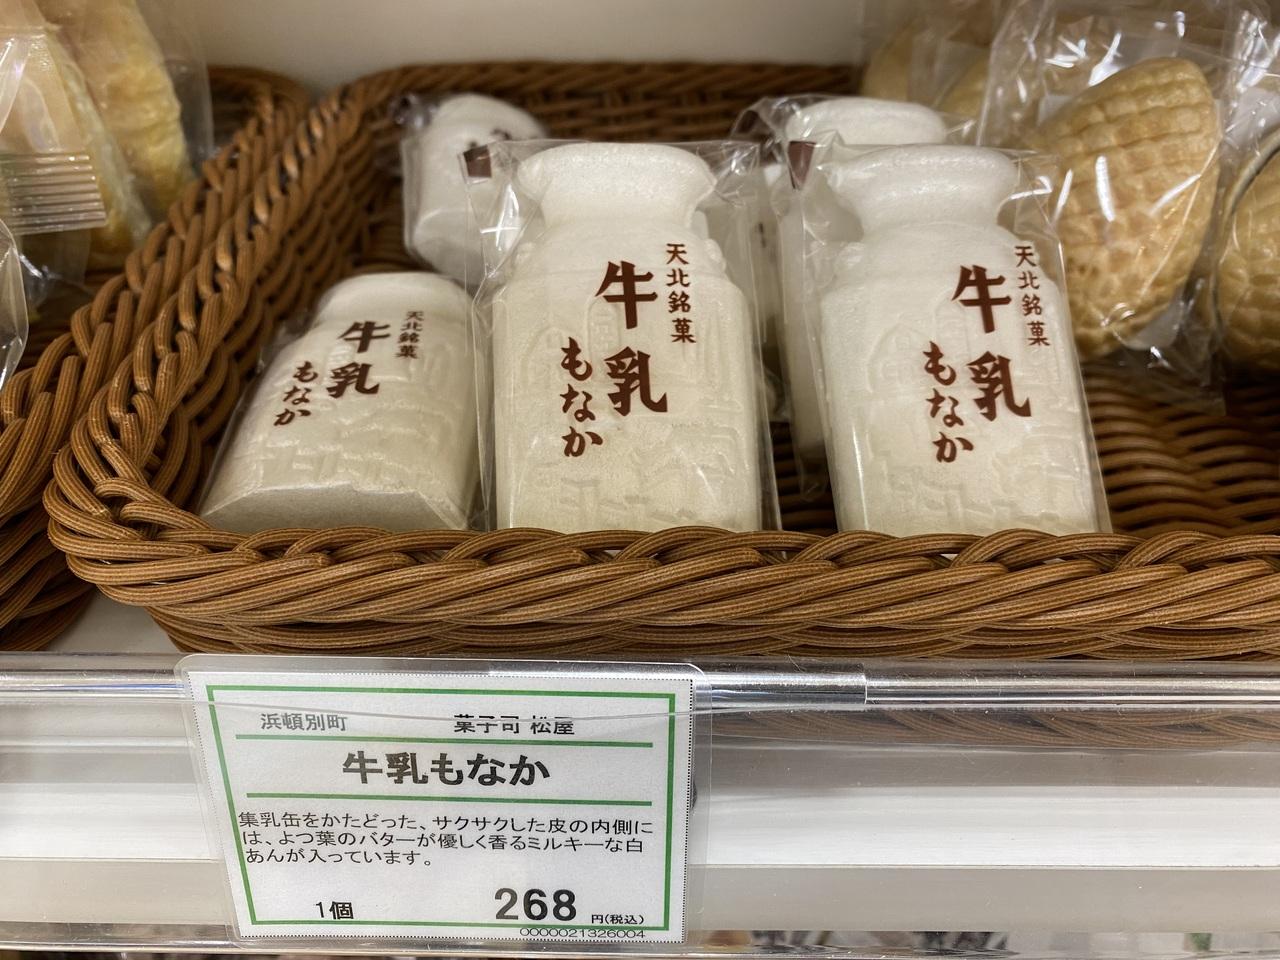 天北銘菓
牛乳
もなか
天北銘菓
牛乳
もなか
天北銘菓
牛乳
もなか
浜頓別町 菓子司 松屋
牛乳もなか
集乳缶をかたどった、サクサクした皮の内側に
は、よつ葉のバターが優しく香るミルキーな白
あんが入っています。
1個 268 円(税込)
0000021326004